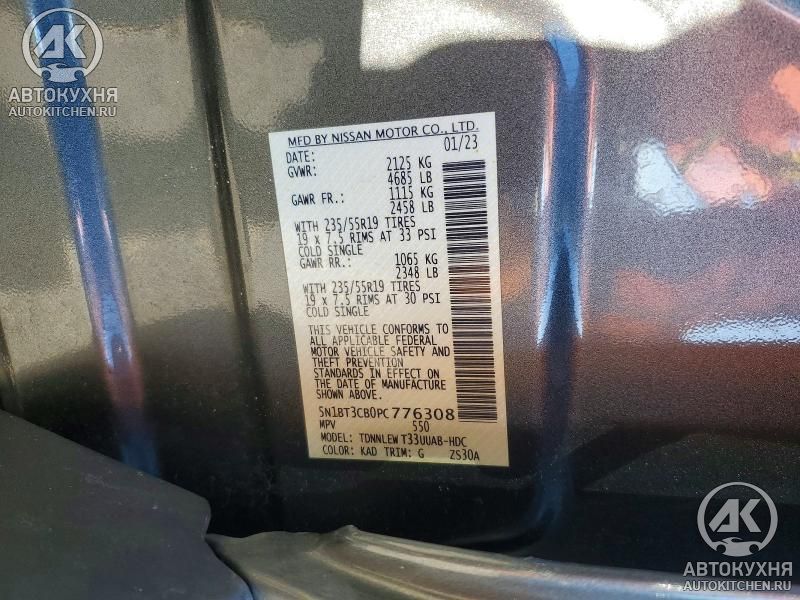 AK
АВТОКУХНЯ
AUTOKITCHEN.RU
MFD BY NISSAN MOTOR CO., LTD.
DATE: 01/23
GVWR: 2125 KG
4685 LB
GAWR FR.: 1115 KG
2458 LB
WITH 235/55R19 TIRES
19 x 7.5 RIMS AT 33 PSI
COLD SINGLE
GAWR RR.: 1065 KG
2348 LB
WITH 235/55R19 TIRES
19 x 7.5 RIMS AT 30 PSI
COLD SINGLE
THIS VEHICLE CONFORMS TO
ALL APPLICABLE FEDERAL
MOTOR VEHICLE SAFETY AND
THEFT PREVENTION
STANDARDS IN EFFECT ON
THE DATE OF MANUFACTURE
SHOWN ABOVE.
5N1BT3CB0PC776308
MPV 550
MODEL: TDNNLEW T33UUAB-HDC
COLOR: KAD TRIM: G ZS30A
AK
АВТОКУХНЯ
AUTOKITCHEN.RU